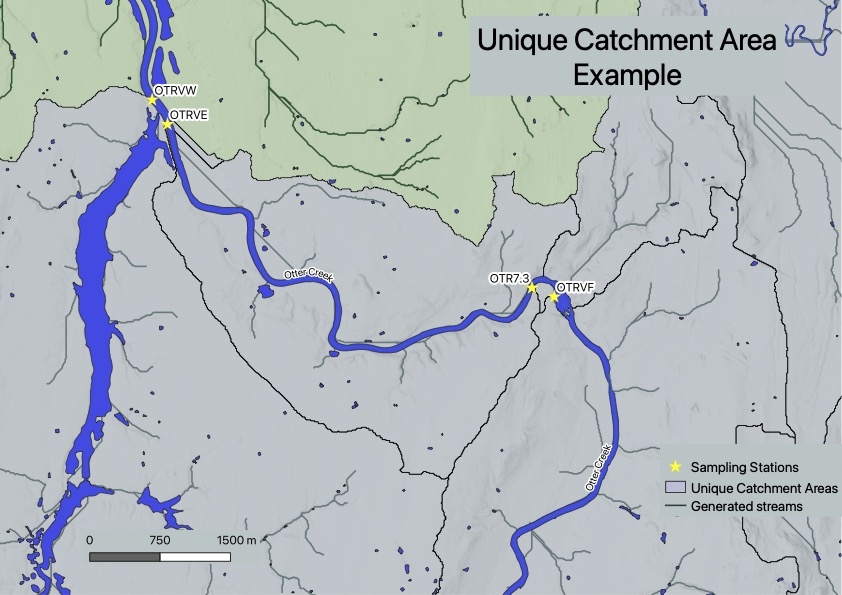 Unique Catchment Area
Example
OTRVW
OTRVE
OTR7.3
OTRVF
Otter Creek
Otter Creek
Sampling Stations
Unique Catchment Areas
Generated streams
0 750 1500 m